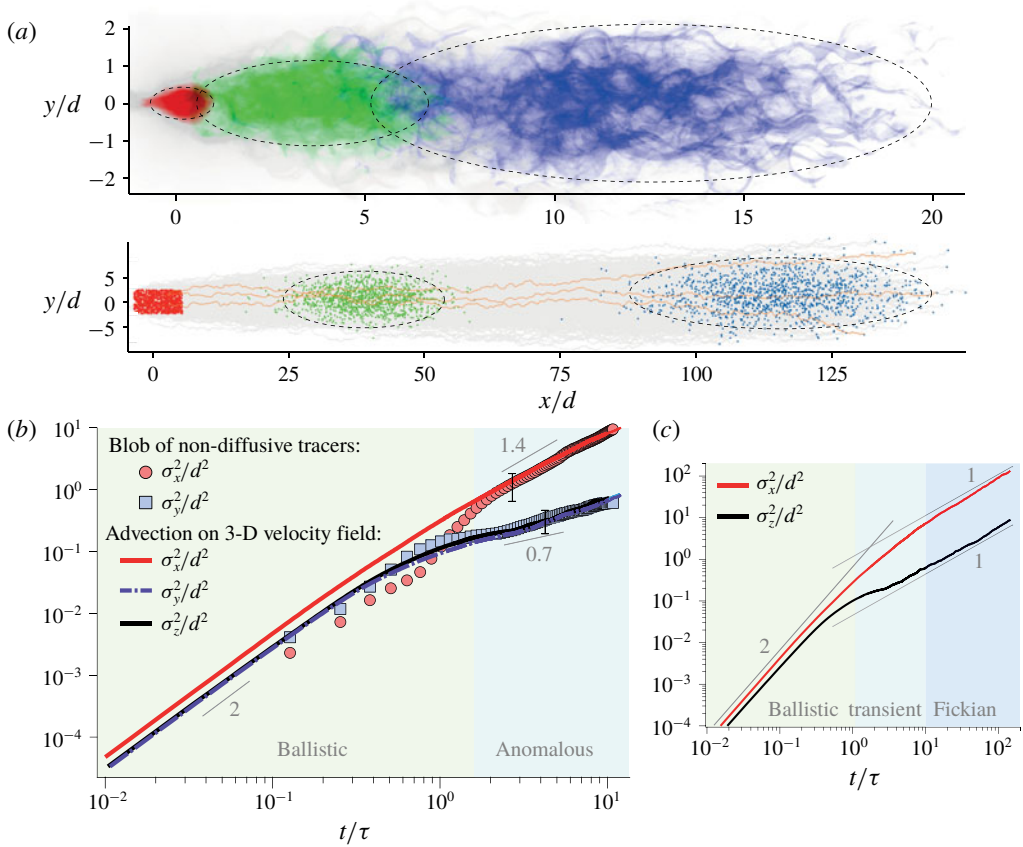 (a)
2
1
0
−1
−2
y/d
0 5 10 15 20
5
0
−5
y/d
0 25 50 75 100 125
x/d
(b)
10^1
10^0
10^−1
10^−2
10^−3
10^−4
Blob of non-diffusive tracers:
σ_x^2/d^2
σ_y^2/d^2
Advection on 3-D velocity field:
σ_x^2/d^2
σ_y^2/d^2
σ_z^2/d^2
1.4
0.7
2
Ballistic Anomalous
10^−2 10^−1 10^0 10^1
t/τ
(c)
10^2
10^1
10^0
10^−1
10^−2
10^−3
10^−4
σ_x^2/d^2
σ_z^2/d^2
1
1
2
Ballistic transient Fickian
10^−2 10^−1 10^0 10^1 10^2
t/τ